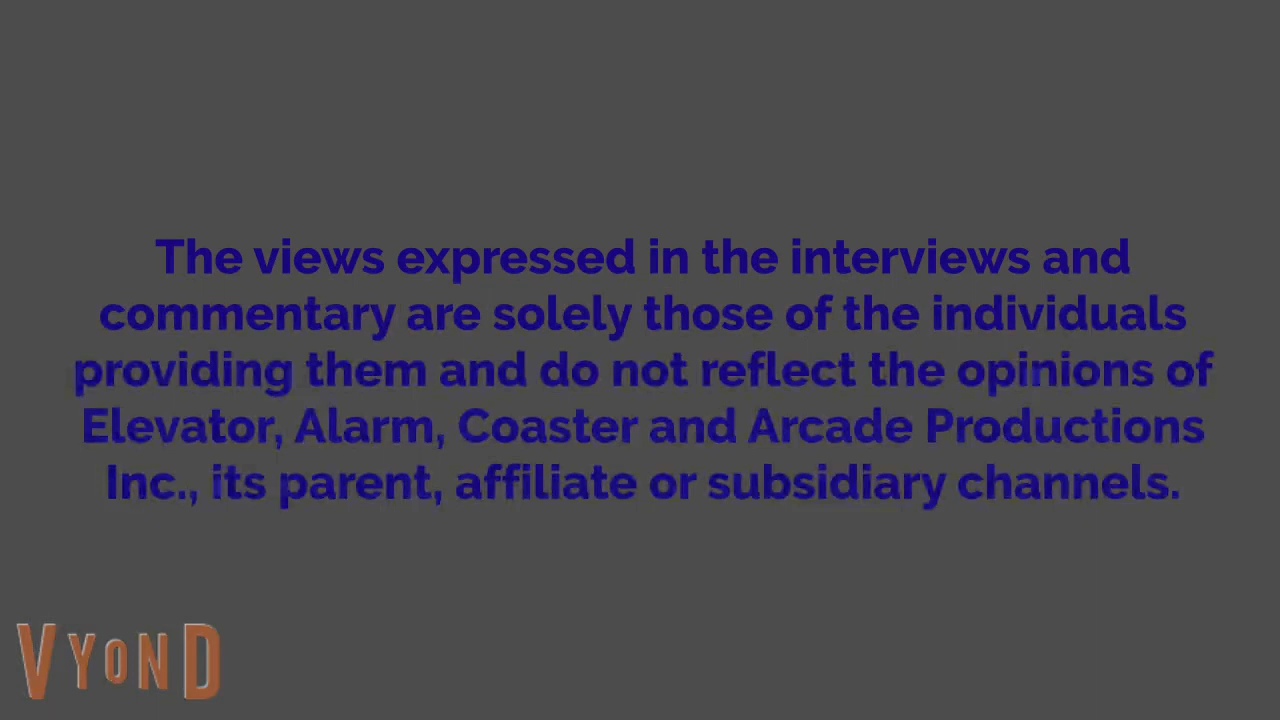 The views expressed in the interviews and
commentary are solely those of the individuals
providing them and do not reflect the opinions of
Elevator, Alarm, Coaster and Arcade Productions
Inc., its parent, affiliate or subsidiary channels.
VYOND